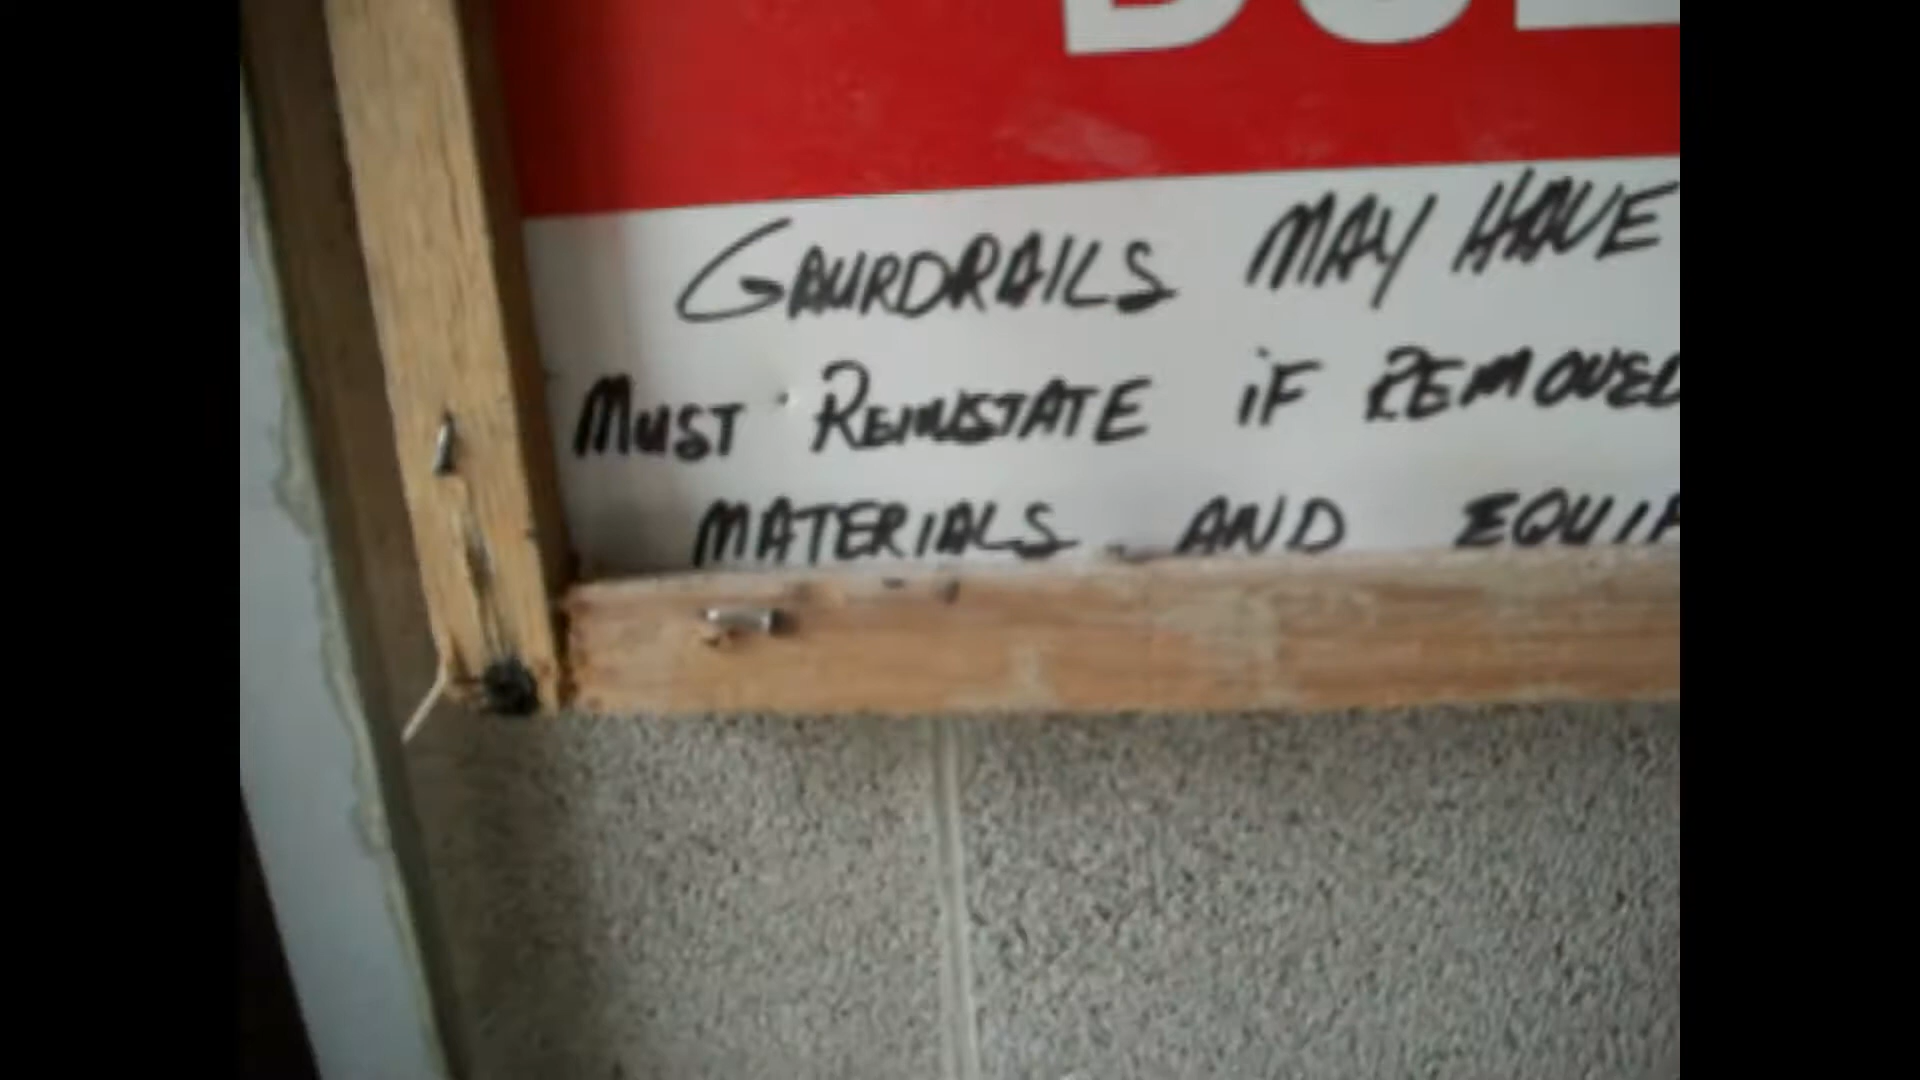 GAURDRAILS MAY HAVE
MUST REINSTATE iF REMOVED
MATERIALS AND